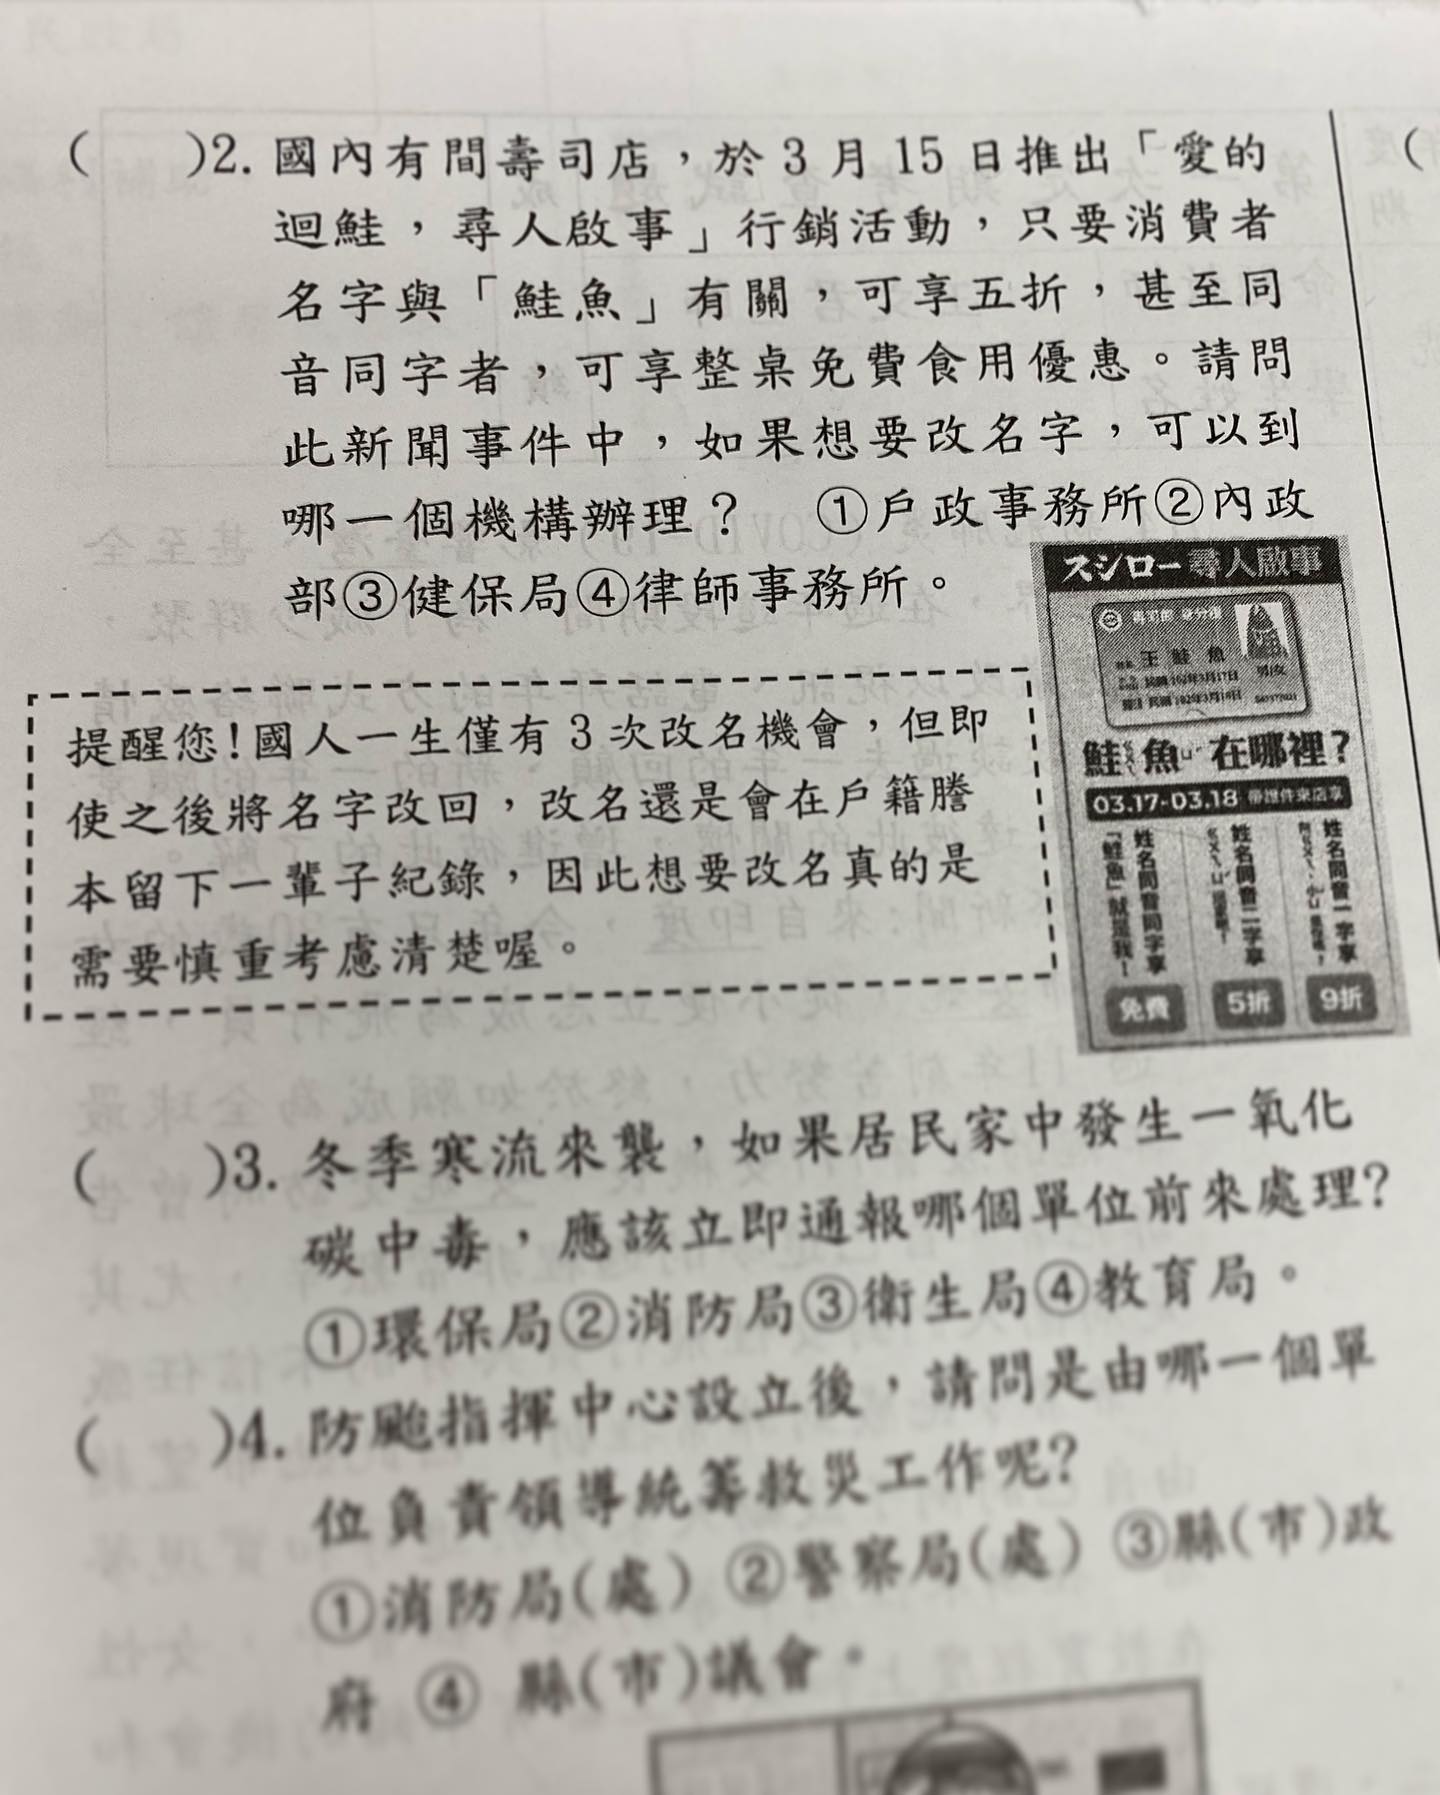 ( )2. 國內有間壽司店，於 3 月 15 日推出「愛的
迴鮭，尋人啟事」行銷活動，只要消費者
名字與「鮭魚」有關，可享五折，甚至同
音同字者，可享整桌免費食用優惠。請問
此新聞事件中，如果想要改名字，可以到
哪一個機構辦理？ ①戶政事務所②內政
部③健保局④律師事務所。
スシロー 尋人啟事
王 鮭 魚
男/女
鮭魚在哪裡？
03.17-03.18 帶證件來店享
姓名同音一字享
9折
姓名同音二字享
5折
姓名同音同字享
「鮭魚」就是我！
免費
提醒您!國人一生僅有 3 次改名機會，但即
使之後將名字改回，改名還是會在戶籍謄
本留下一輩子紀錄，因此想要改名真的是
需要慎重考慮清楚喔。
( )3. 冬季寒流來襲，如果居民家中發生一氧化
碳中毒，應該立即通報哪個單位前來處理?
①環保局②消防局③衛生局④教育局。
( )4. 防颱指揮中心設立後，請問是由哪一個單
位負責領導統籌救災工作呢?
①消防局(處) ②警察局(處) ③縣(市)政
府 ④ 縣(市)議會。